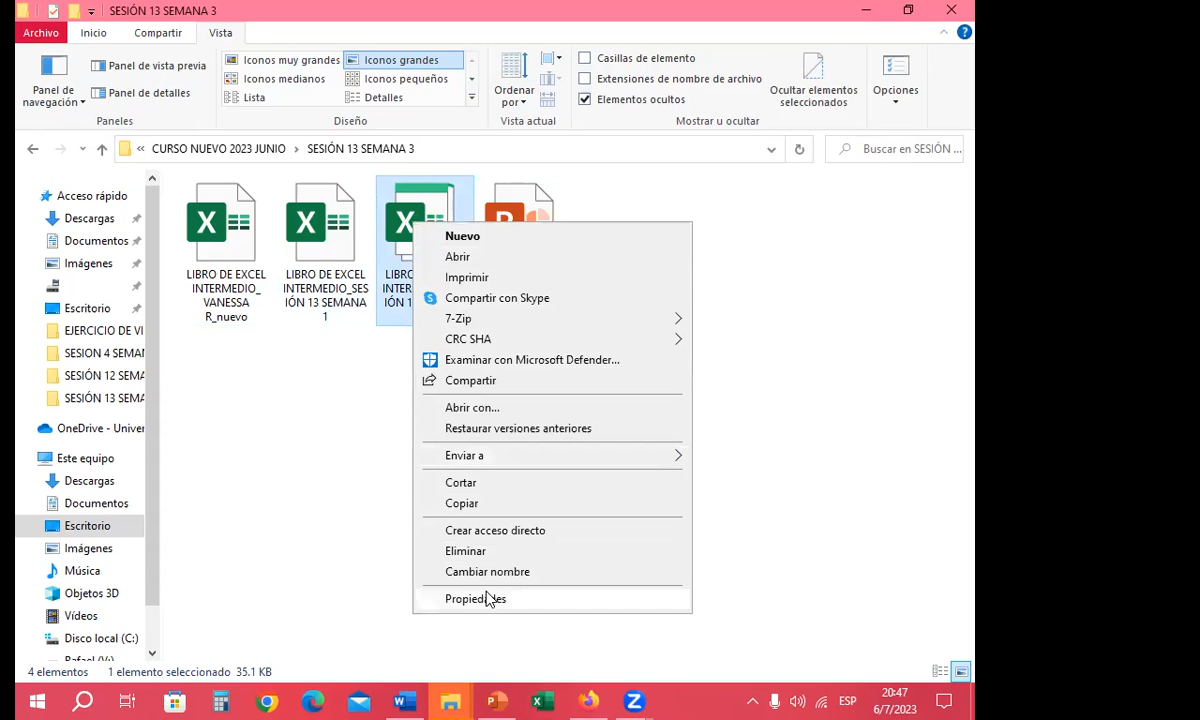 SESIÓN 13 SEMANA 3
Archivo
Inicio
Compartir
Vista
Panel de navegación
Panel de vista previa
Panel de detalles
Paneles
Iconos muy grandes
Iconos grandes
Iconos medianos
Iconos pequeños
Lista
Detalles
Diseño
Ordenar por
Vista actual
Casillas de elemento
Extensiones de nombre de archivo
Elementos ocultos
Ocultar elementos seleccionados
Mostrar u ocultar
Opciones
« CURSO NUEVO 2023 JUNIO › SESIÓN 13 SEMANA 3
Buscar en SESIÓN ...
Acceso rápido
Descargas
Documentos
Imágenes
Escritorio
EJERCICIO DE VI
SESION 4 SEMAN
SESIÓN 12 SEMA
SESIÓN 13 SEMA
OneDrive - Univer
Este equipo
Descargas
Documentos
Escritorio
Imágenes
Música
Objetos 3D
Vídeos
Disco local (C:)
LIBRO DE EXCEL
INTERMEDIO_
VANESSA
R_nuevo
LIBRO DE EXCEL
INTERMEDIO_SES
IÓN 13 SEMANA
1
Nuevo
Abrir
Imprimir
Compartir con Skype
7-Zip
CRC SHA
Examinar con Microsoft Defender...
Compartir
Abrir con...
Restaurar versiones anteriores
Enviar a
Cortar
Copiar
Crear acceso directo
Eliminar
Cambiar nombre
Propiedades
4 elementos
1 elemento seleccionado 35.1 KB
ESP
20:47
6/7/2023